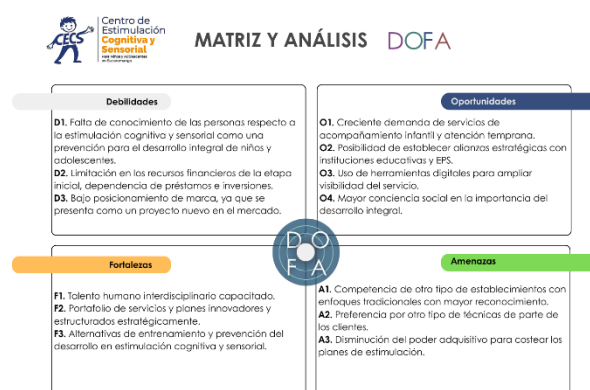 CECS
Centro de
Estimulación
Cognitiva y
Sensorial
MATRIZ Y ANÁLISIS DOFA
Debilidades
D1. Falta de conocimiento de las personas respecto a
la estimulación cognitiva y sensorial como una
prevención para el desarrollo integral de niños y
adolescentes.
D2. Limitación en los recursos financieros de la etapa
inicial, dependencia de préstamos e inversiones.
D3. Bajo posicionamiento de marca, ya que se
presenta como un proyecto nuevo en el mercado.
Oportunidades
O1. Creciente demanda de servicios de
acompañamiento infantil y atención temprana.
O2. Posibilidad de establecer alianzas estratégicas con
instituciones educativas y EPS.
O3. Uso de herramientas digitales para ampliar
visibilidad del servicio.
O4. Mayor conciencia social en la importancia del
desarrollo integral.
DO
FA
Fortalezas
F1. Talento humano interdisciplinario capacitado.
F2. Portafolio de servicios y planes innovadores y
estructurados estratégicamente.
F3. Alternativas de entrenamiento y prevención del
desarrollo en estimulación cognitiva y sensorial.
Amenazas
A1. Competencia de otro tipo de establecimientos con
enfoques tradicionales con mayor reconocimiento.
A2. Preferencia por otro tipo de técnicas de parte de
los clientes.
A3. Disminución del poder adquisitivo para costear los
planes de estimulación.